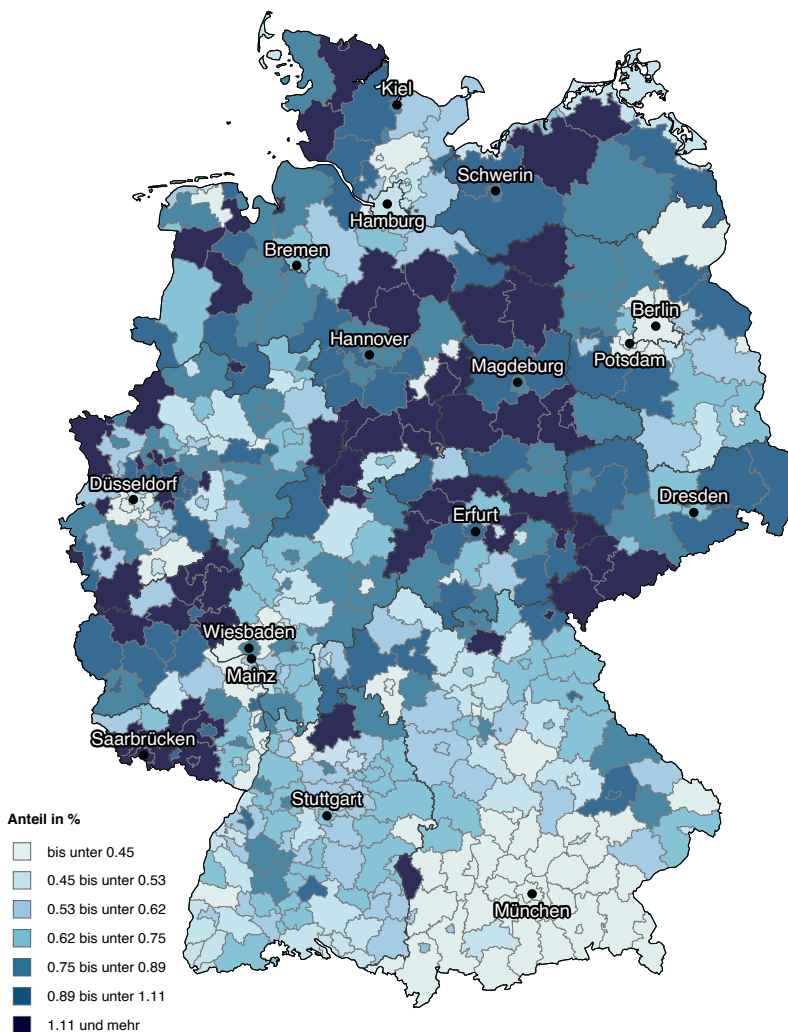 Kiel
Schwerin
Hamburg
Bremen
Berlin
Hannover
Potsdam
Magdeburg
Düsseldorf
Dresden
Erfurt
Wiesbaden
Mainz
Saarbrücken
Stuttgart
München
Anteil in %
bis unter 0.45
0.45 bis unter 0.53
0.53 bis unter 0.62
0.62 bis unter 0.75
0.75 bis unter 0.89
0.89 bis unter 1.11
1.11 und mehr